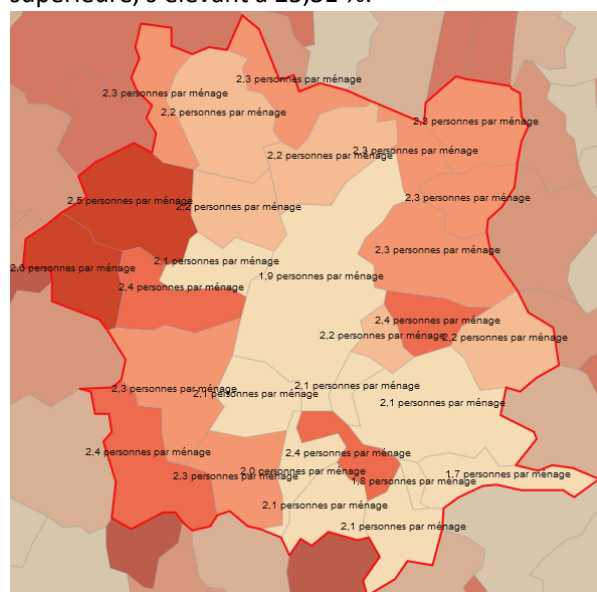 supérieure, s'élevant à 23,31 %.
2,3 personnes par ménage
2,3 personnes par ménage
2,2 personnes par ménage
2,3 personnes par ménage
2,3 personnes par ménage
2,2 personnes par ménage
2,3 personnes par ménage
2,5 personnes par ménage
2,2 personnes par ménage
2,3 personnes par ménage
2,1 personnes par ménage
2,6 personnes par ménage
1,9 personnes par ménage
2,4 personnes par ménage
2,4 personnes par ménage
2,2 personnes par ménage
2,2 personnes par ménage
2,3 personnes par ménage
2,1 personnes par ménage
2,1 personnes par ménage
2,1 personnes par ménage
2,4 personnes par ménage
2,4 personnes par ménage
2,3 personnes par ménage
2,0 personnes par ménage
1,7 personnes par ménage
1,8 personnes par ménage
2,1 personnes par ménage
2,1 personnes par ménage